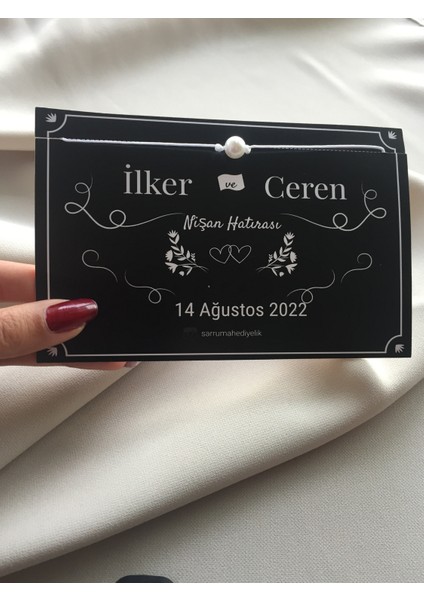 İlker ve Ceren
Nişan Hatırası
14 Ağustos 2022
sarrumahediyelik